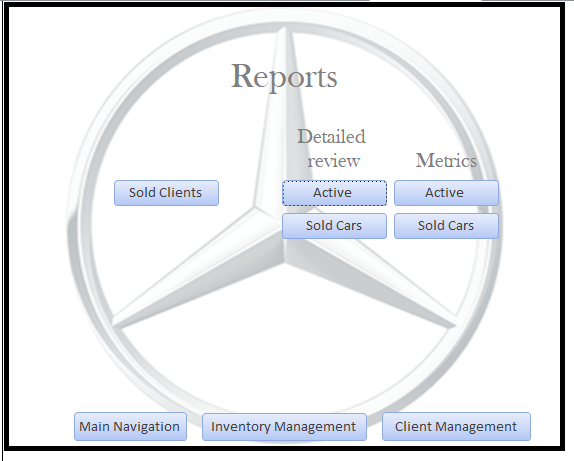 Reports
Detailed
review
Metrics
Sold Clients
Active
Active
Sold Cars
Sold Cars
Main Navigation
Inventory Management
Client Management